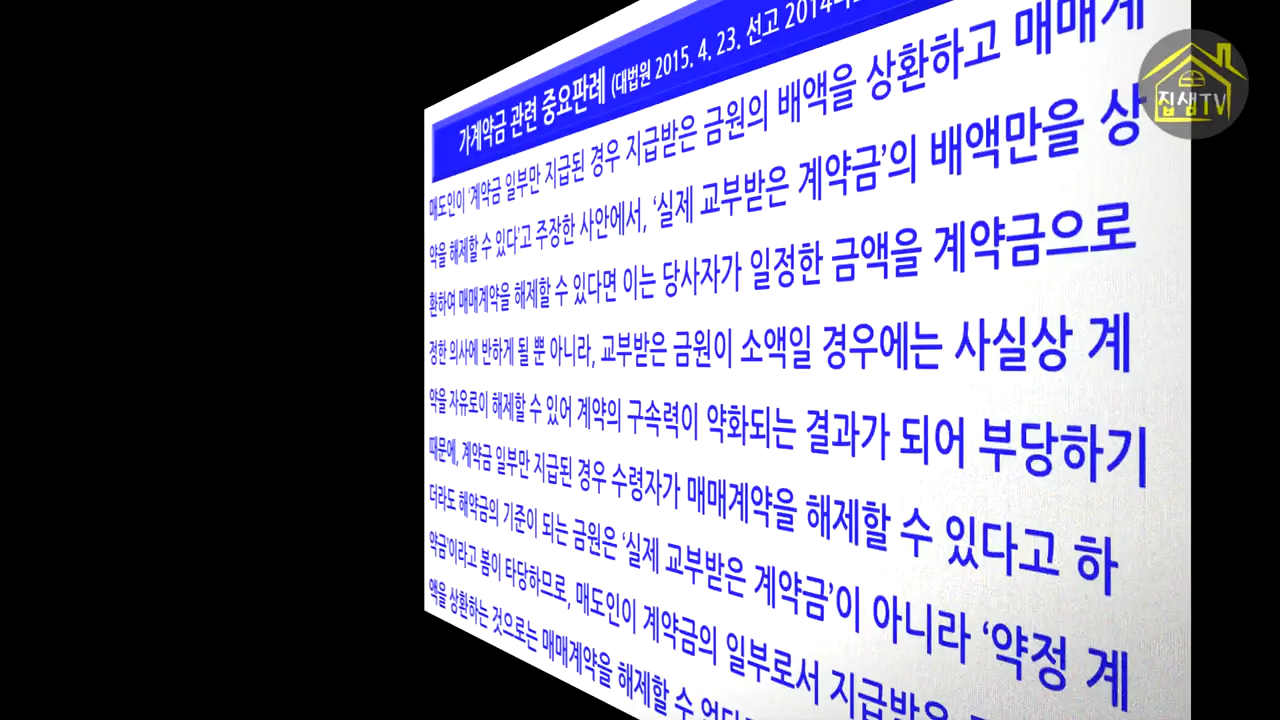 가계약금 관련 중요판례 (대법원 2015. 4. 23. 선고
매도인이 ‘계약금 일부만 지급된 경우 지급받은 금원의 배액을 상환하고 매매계
약을 해제할 수 있다’고 주장한 사안에서, ‘실제 교부받은 계약금’의 배액만을 상
환하여 매매계약을 해제할 수 있다면 이는 당사자가 일정한 금액을 계약금으로
정한 의사에 반하게 될 뿐 아니라, 교부받은 금원이 소액일 경우에는 사실상 계
약을 자유로이 해제할 수 있어 계약의 구속력이 약화되는 결과가 되어 부당하기
때문에, 계약금 일부만 지급된 경우 수령자가 매매계약을 해제할 수 있다고 하
더라도 해약금의 기준이 되는 금원은 ‘실제 교부받은 계약금’이 아니라 ‘약정 계
약금’이라고 봄이 타당하므로, 매도인이 계약금의 일부로서 지급받은
액을 상환하는 것으로는 매매계약을 해제할 수
집샘TV